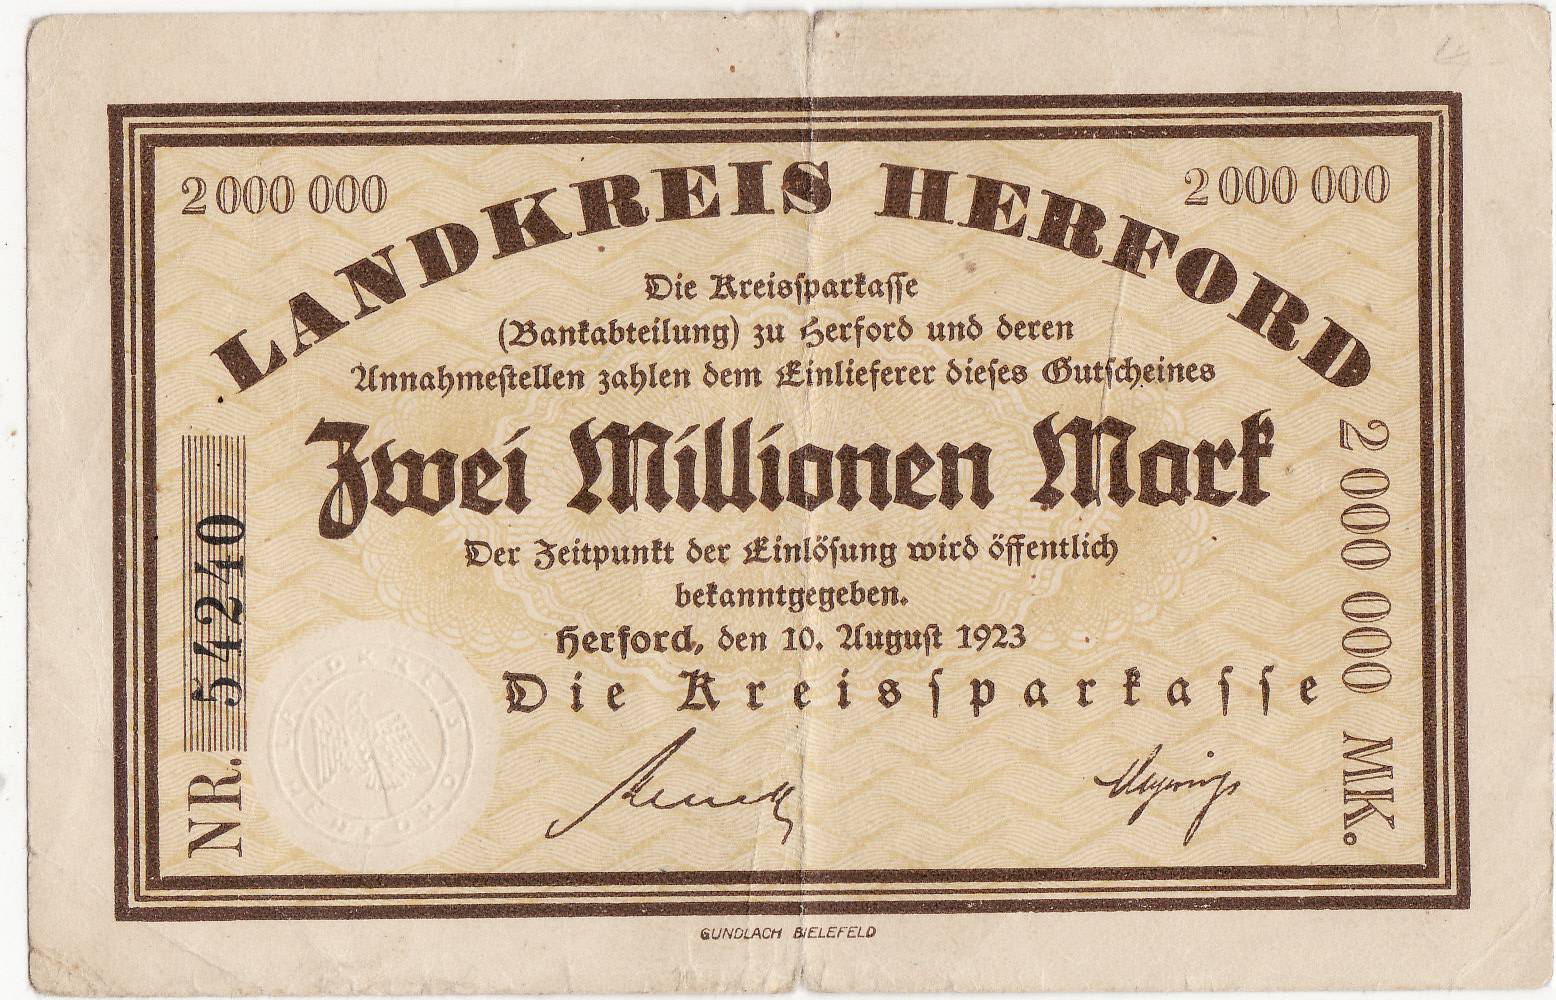 2 000 000
LANDKREIS HERFORD
2 000 000
Die Kreissparkasse
(Bankabteilung) zu Herford und deren
Annahmestellen zahlen dem Einlieferer dieses Gutscheines
Zwei Millionen Mark
Der Zeitpunkt der Einlösung wird öffentlich
bekanntgegeben.
Herford, den 10. August 1923
Die Kreissparkasse
NR. 54240
2 000 000 MK.
LANDKREIS
HERFORD
GUNDLACH BIELEFELD